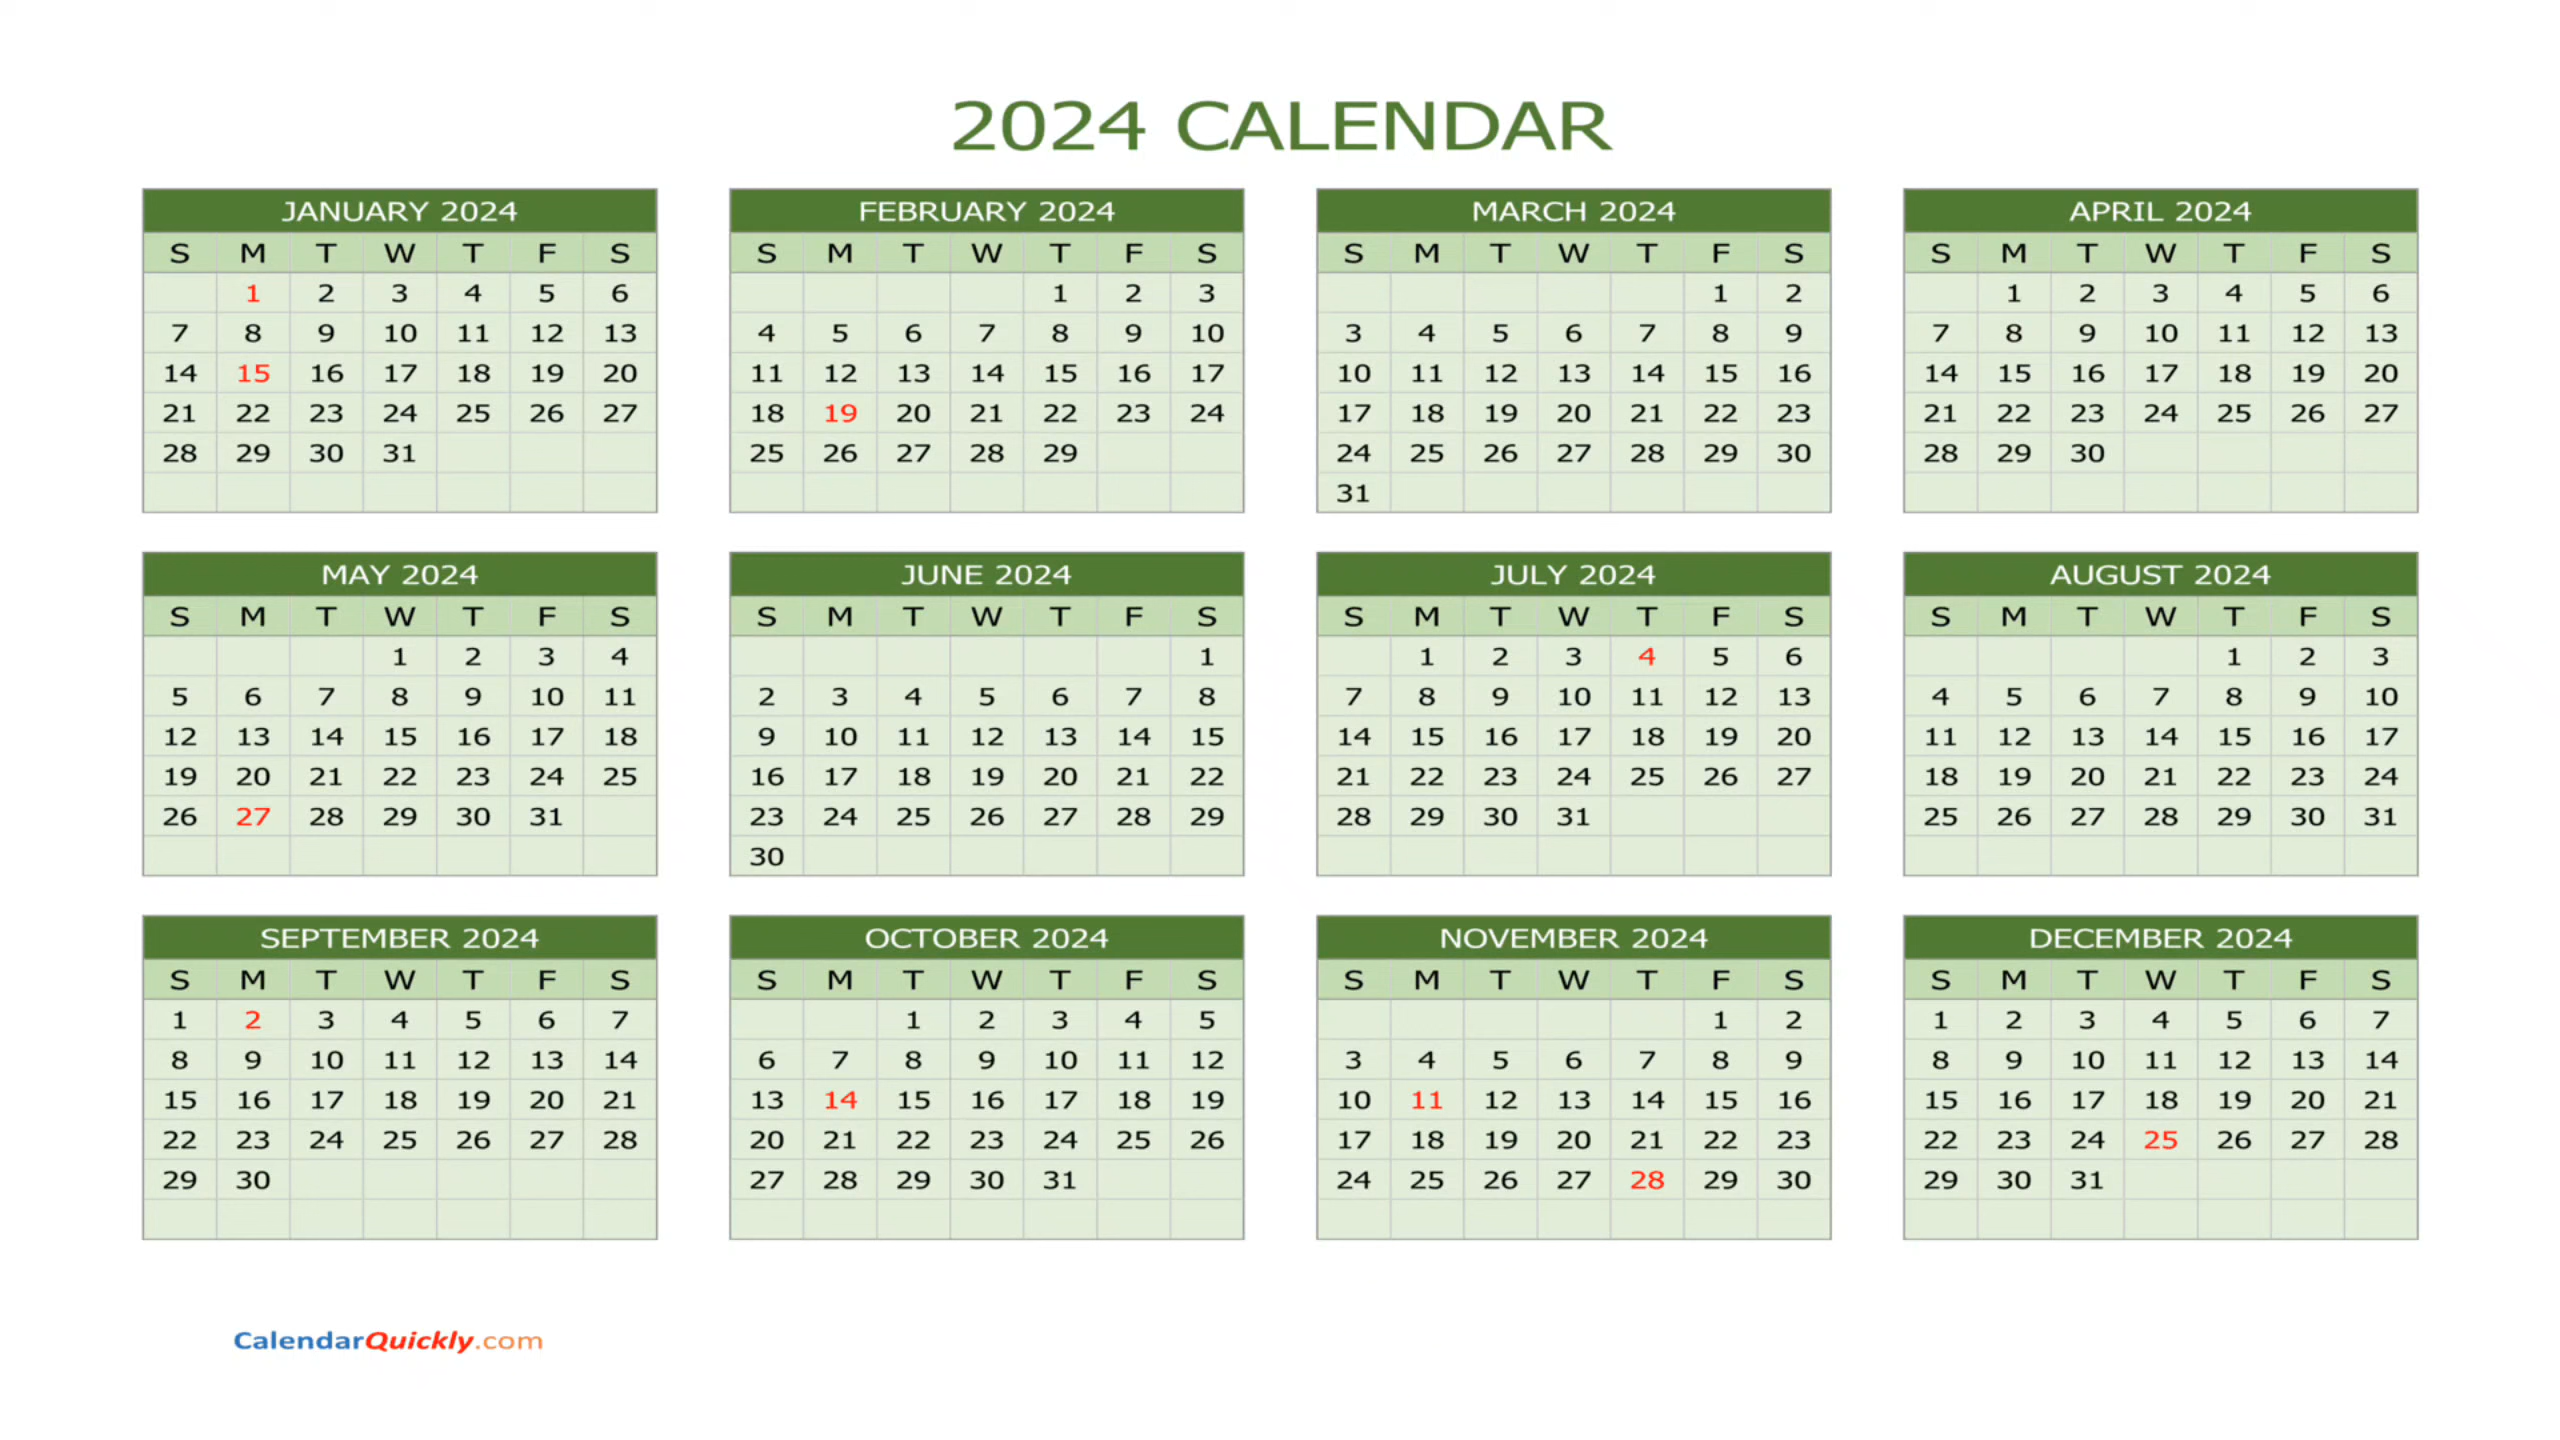 2024 CALENDAR
JANUARY 2024
S M T W T F S
1 2 3 4 5 6
7 8 9 10 11 12 13
14 15 16 17 18 19 20
21 22 23 24 25 26 27
28 29 30 31
FEBRUARY 2024
S M T W T F S
1 2 3
4 5 6 7 8 9 10
11 12 13 14 15 16 17
18 19 20 21 22 23 24
25 26 27 28 29
MARCH 2024
S M T W T F S
1 2
3 4 5 6 7 8 9
10 11 12 13 14 15 16
17 18 19 20 21 22 23
24 25 26 27 28 29 30
31
APRIL 2024
S M T W T F S
1 2 3 4 5 6
7 8 9 10 11 12 13
14 15 16 17 18 19 20
21 22 23 24 25 26 27
28 29 30
MAY 2024
S M T W T F S
1 2 3 4
5 6 7 8 9 10 11
12 13 14 15 16 17 18
19 20 21 22 23 24 25
26 27 28 29 30 31
JUNE 2024
S M T W T F S
1
2 3 4 5 6 7 8
9 10 11 12 13 14 15
16 17 18 19 20 21 22
23 24 25 26 27 28 29
30
JULY 2024
S M T W T F S
1 2 3 4 5 6
7 8 9 10 11 12 13
14 15 16 17 18 19 20
21 22 23 24 25 26 27
28 29 30 31
AUGUST 2024
S M T W T F S
1 2 3
4 5 6 7 8 9 10
11 12 13 14 15 16 17
18 19 20 21 22 23 24
25 26 27 28 29 30 31
SEPTEMBER 2024
S M T W T F S
1 2 3 4 5 6 7
8 9 10 11 12 13 14
15 16 17 18 19 20 21
22 23 24 25 26 27 28
29 30
OCTOBER 2024
S M T W T F S
1 2 3 4 5
6 7 8 9 10 11 12
13 14 15 16 17 18 19
20 21 22 23 24 25 26
27 28 29 30 31
NOVEMBER 2024
S M T W T F S
1 2
3 4 5 6 7 8 9
10 11 12 13 14 15 16
17 18 19 20 21 22 23
24 25 26 27 28 29 30
DECEMBER 2024
S M T W T F S
1 2 3 4 5 6 7
8 9 10 11 12 13 14
15 16 17 18 19 20 21
22 23 24 25 26 27 28
29 30 31
CalendarQuickly.com